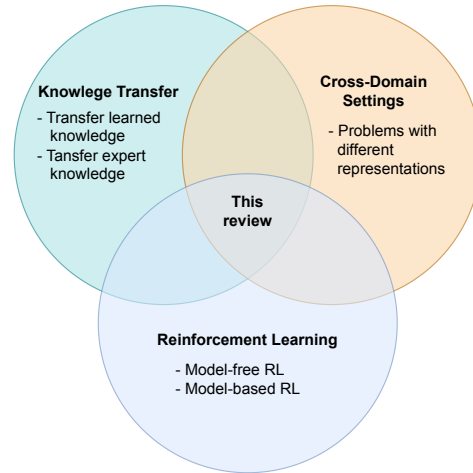 Knowlege Transfer
- Transfer learned
knowledge
- Tansfer expert
knowledge
Cross-Domain
Settings
- Problems with
different
representations
This
review
Reinforcement Learning
- Model-free RL
- Model-based RL